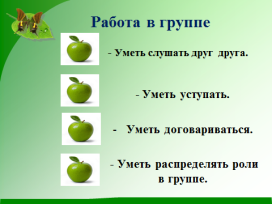 Работа в группе
- Уметь слушать друг друга.
- Уметь уступать.
- Уметь договариваться.
- Уметь распределять роли
в группе.